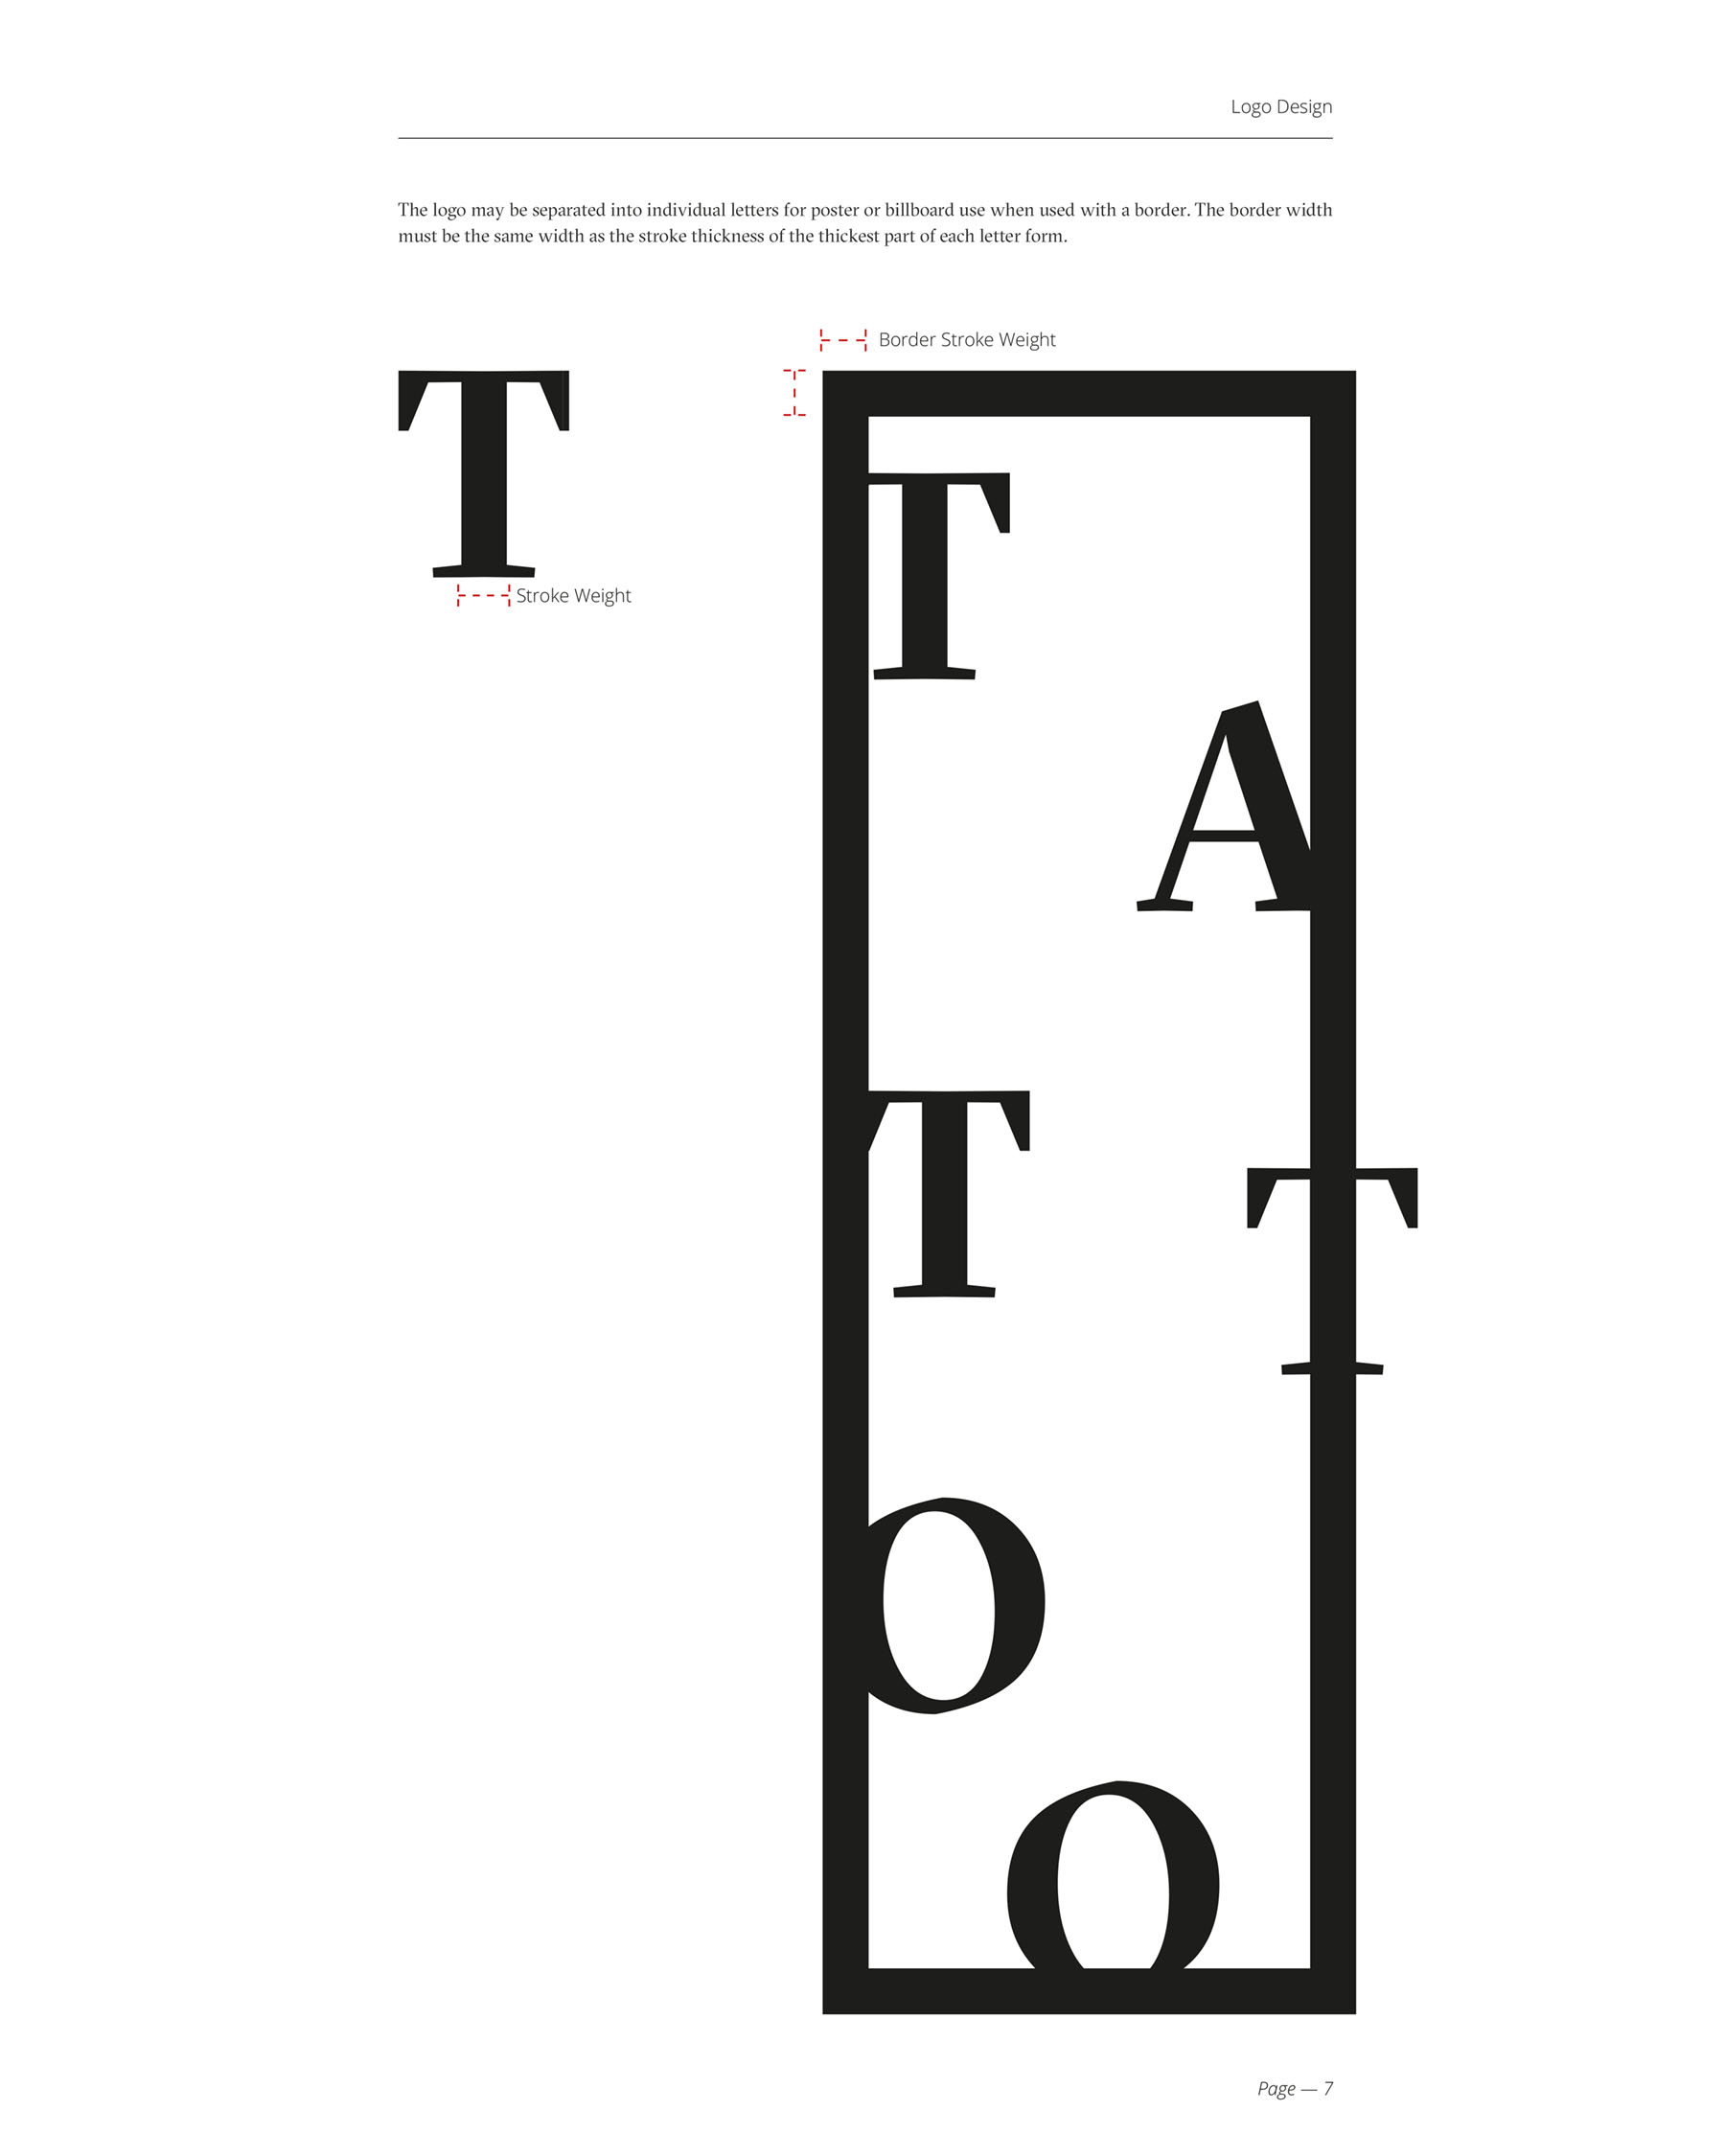 Logo Design
The logo may be separated into individual letters for poster or billboard use when used with a border. The border width
must be the same width as the stroke thickness of the thickest part of each letter form.
Border Stroke Weight
T
Stroke Weight
T
A
T
T
O
O
Page — 7